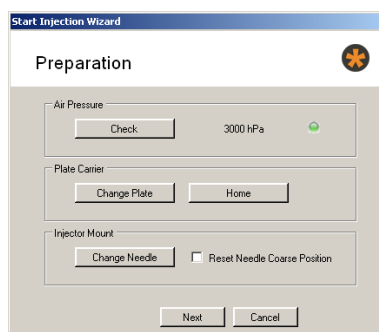 Start Injection Wizard
Preparation
Air Pressure
Check 3000 hPa
Plate Carrier
Change Plate Home
Injector Mount
Change Needle Reset Needle Coarse Position
Next Cancel